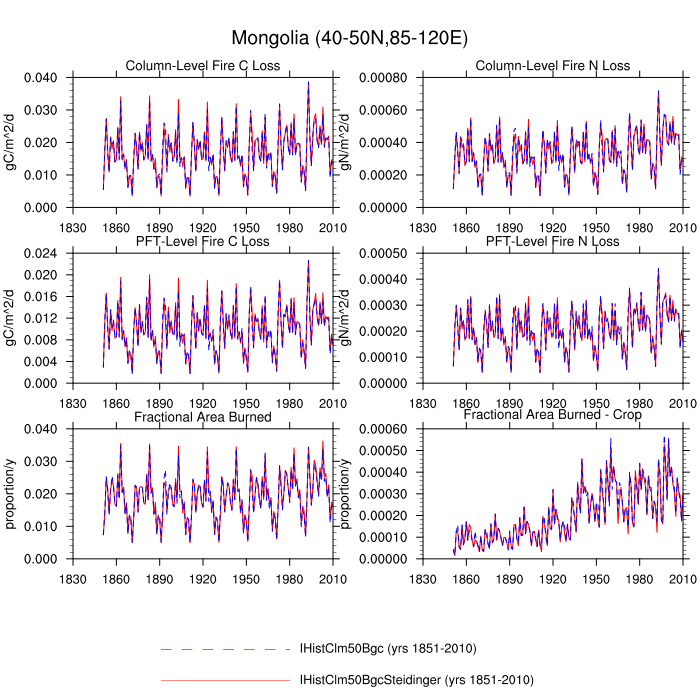 Mongolia (40-50N,85-120E)
Column-Level Fire C Loss
gC/m^2/d
0.040
0.030
0.020
0.010
0.000
1830 1860 1890 1920 1950 1980 2010
Column-Level Fire N Loss
gN/m^2/d
0.00080
0.00060
0.00040
0.00020
0.00000
1830 1860 1890 1920 1950 1980 2010
PFT-Level Fire C Loss
gC/m^2/d
0.024
0.020
0.016
0.012
0.008
0.004
0.000
1830 1860 1890 1920 1950 1980 2010
PFT-Level Fire N Loss
gN/m^2/d
0.00050
0.00040
0.00030
0.00020
0.00010
0.00000
1830 1860 1890 1920 1950 1980 2010
Fractional Area Burned
proportion/y
0.040
0.030
0.020
0.010
0.000
1830 1860 1890 1920 1950 1980 2010
Fractional Area Burned - Crop
proportion/y
0.00060
0.00050
0.00040
0.00030
0.00020
0.00010
0.00000
1830 1860 1890 1920 1950 1980 2010
IHistClm50Bgc (yrs 1851-2010)
IHistClm50BgcSteidinger (yrs 1851-2010)